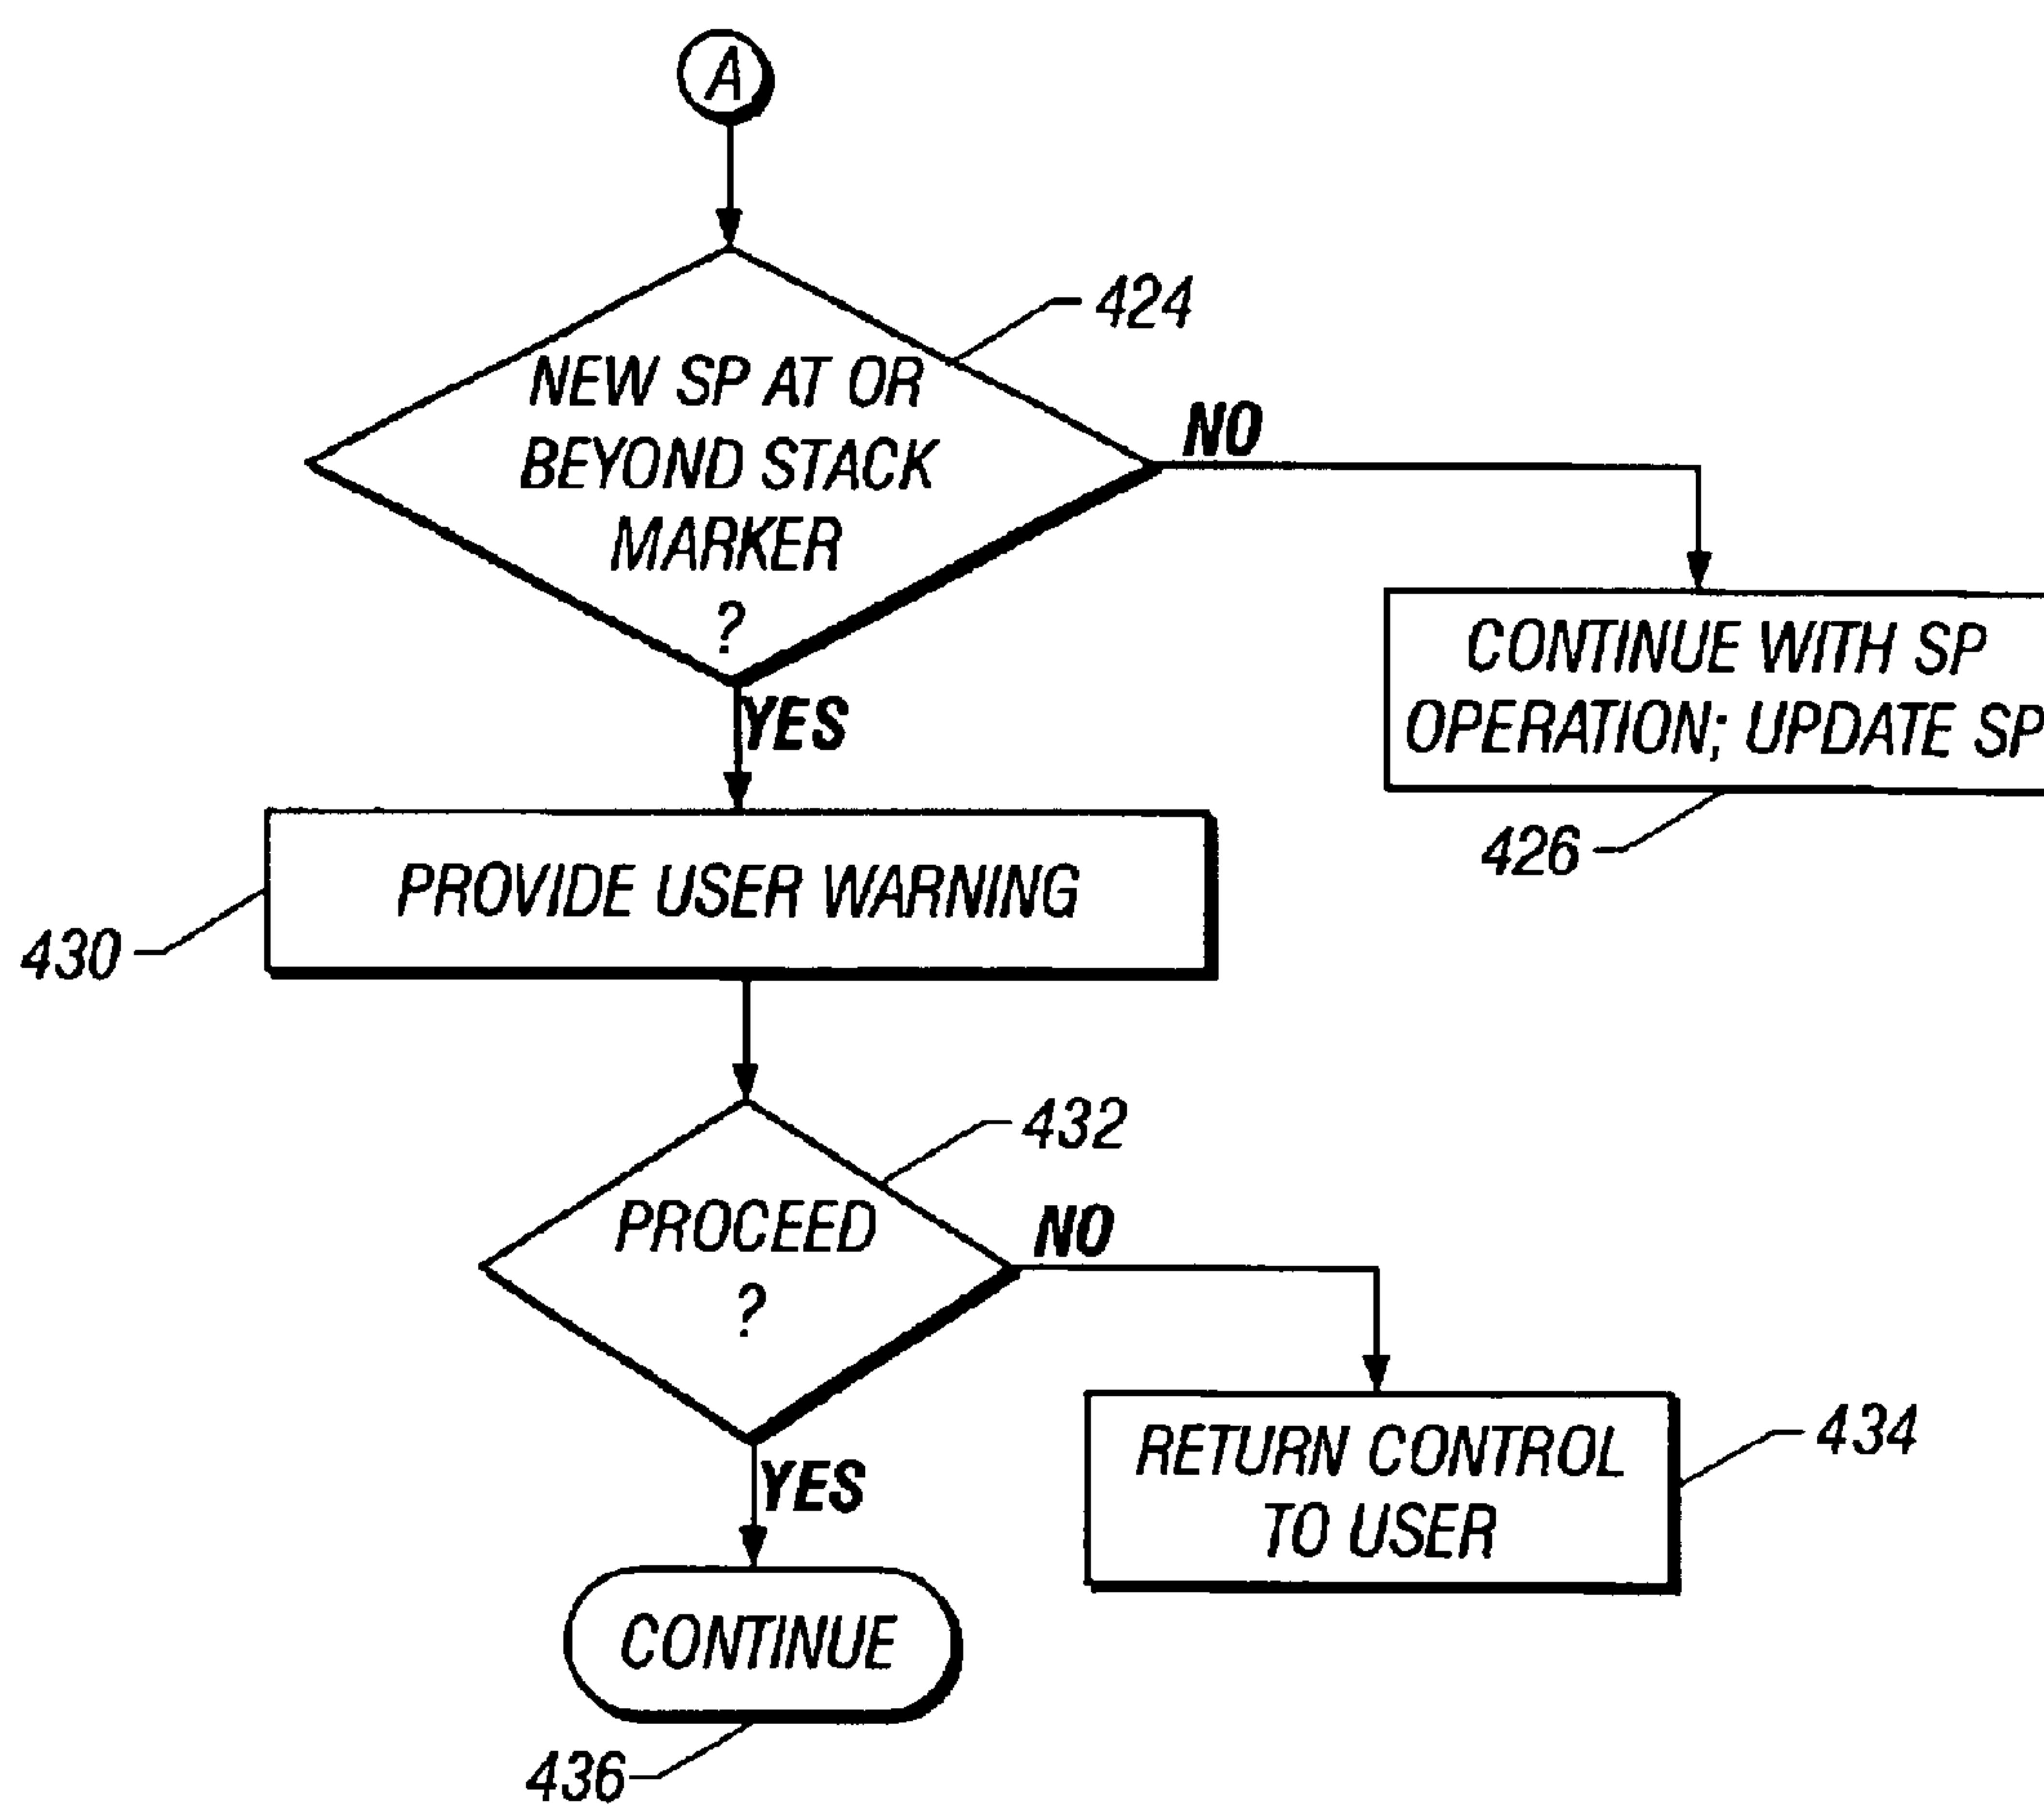 A
424
NEW SP AT OR
BEYOND STACK
MARKER
?
NO
YES
CONTINUE WITH SP
OPERATION; UPDATE SP
426
PROVIDE USER WARNING
430
432
PROCEED
?
NO
YES
RETURN CONTROL
TO USER
434
CONTINUE
436